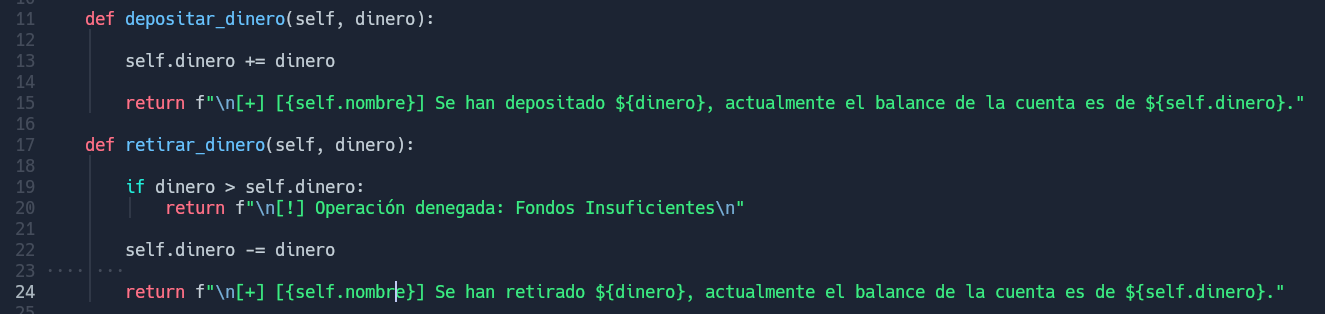 11 def depositar_dinero(self, dinero):
12
13 self.dinero += dinero
14
15 return f"\n[+] [{self.nombre}] Se han depositado ${dinero}, actualmente el balance de la cuenta es de ${self.dinero}."
16
17 def retirar_dinero(self, dinero):
18
19 if dinero > self.dinero:
20 return f"\n[!] Operación denegada: Fondos Insuficientes\n"
21
22 self.dinero -= dinero
23
24 return f"\n[+] [{self.nombre}] Se han retirado ${dinero}, actualmente el balance de la cuenta es de ${self.dinero}."
25